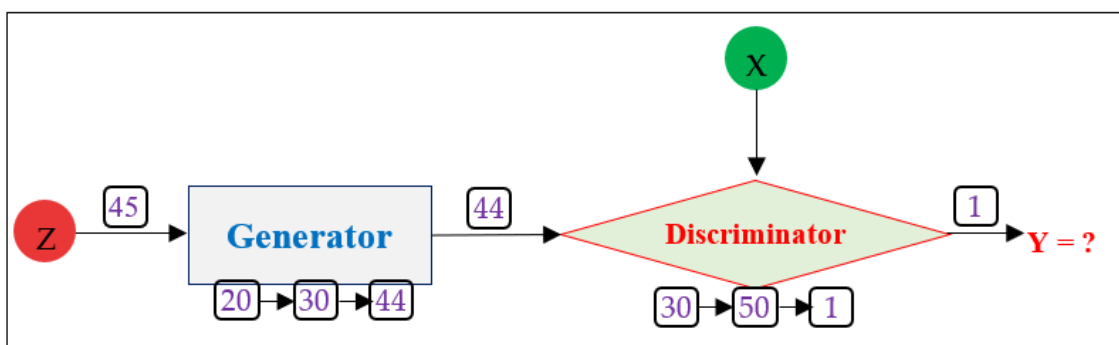 X
Z
45
Generator
44
Discriminator
1
Y = ?
20
30
44
30
50
1